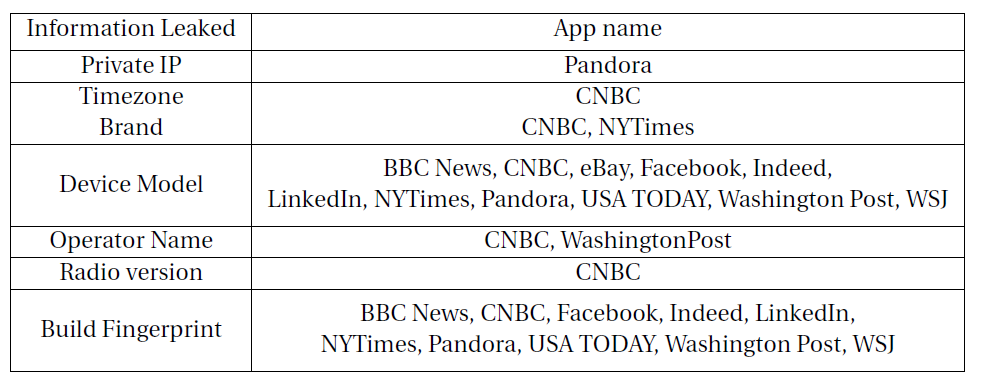 Information Leaked App name
Private IP Pandora
Timezone CNBC
Brand CNBC, NYTimes
Device Model BBC News, CNBC, eBay, Facebook, Indeed,
LinkedIn, NYTimes, Pandora, USA TODAY, Washington Post, WSJ
Operator Name CNBC, WashingtonPost
Radio version CNBC
Build Fingerprint BBC News, CNBC, Facebook, Indeed, LinkedIn,
NYTimes, Pandora, USA TODAY, Washington Post, WSJ